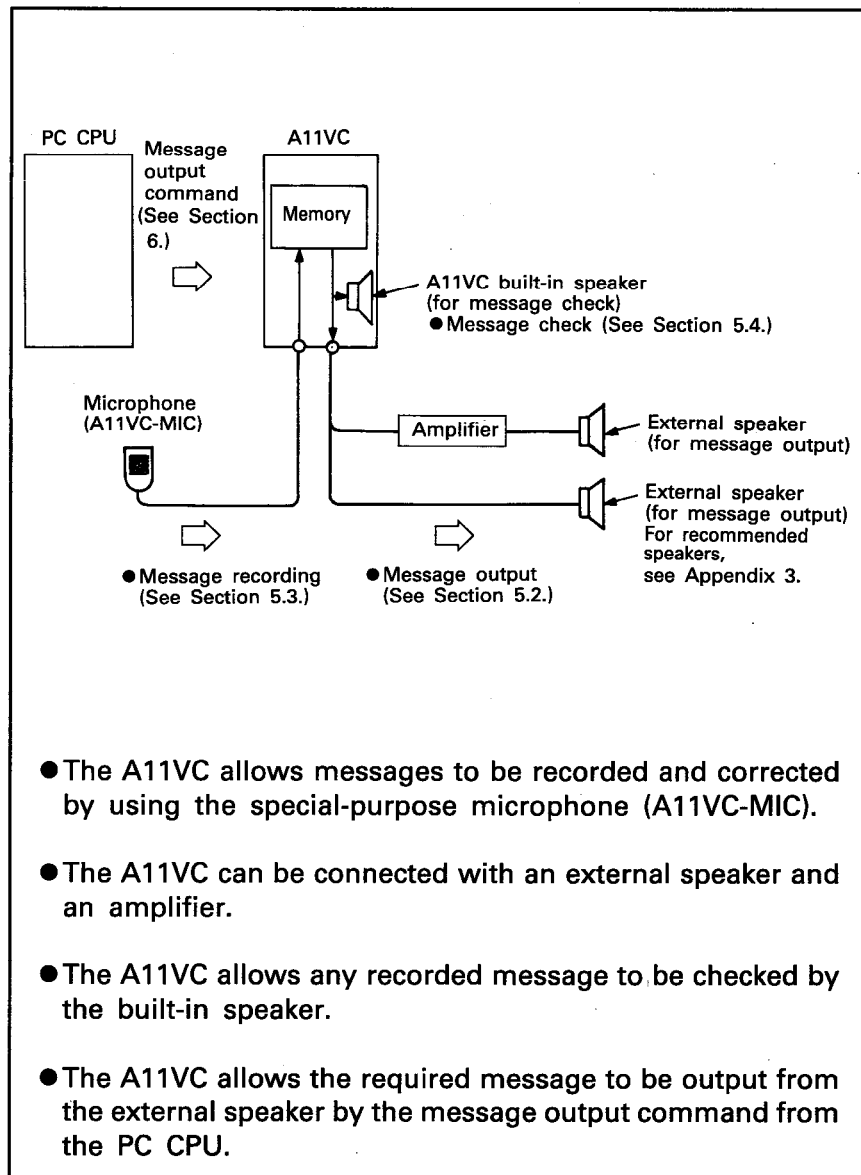 PC CPU
Message
output
command
(See Section
6.)
A11VC
Memory
A11VC built-in speaker
(for message check)
●Message check (See Section 5.4.)
Microphone
(A11VC-MIC)
Amplifier
External speaker
(for message output)
External speaker
(for message output)
For recommended
speakers,
see Appendix 3.
●Message recording
(See Section 5.3.)
●Message output
(See Section 5.2.)
●The A11VC allows messages to be recorded and corrected
by using the special-purpose microphone (A11VC-MIC).
●The A11VC can be connected with an external speaker and
an amplifier.
●The A11VC allows any recorded message to be checked by
the built-in speaker.
●The A11VC allows the required message to be output from
the external speaker by the message output command from
the PC CPU.